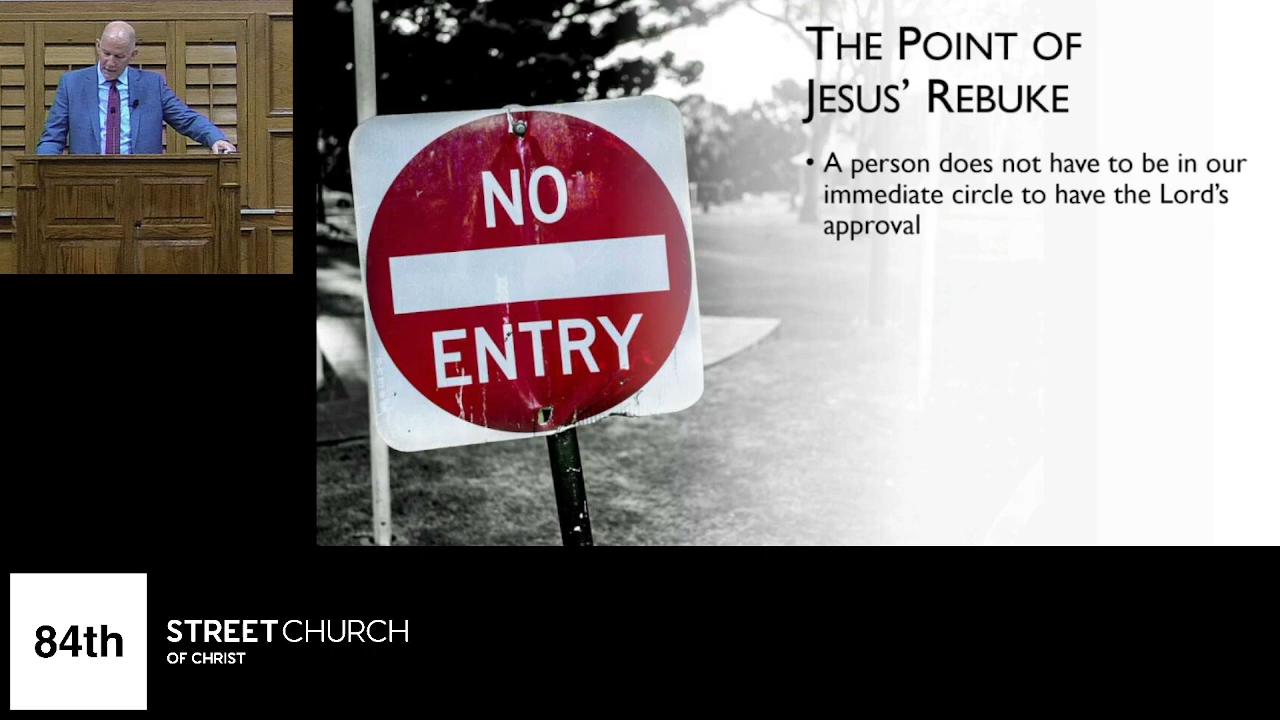 THE POINT OF
JESUS' REBUKE
• A person does not have to be in our
immediate circle to have the Lord's
approval
NO
ENTRY
84th
STREET CHURCH
OF CHRIST